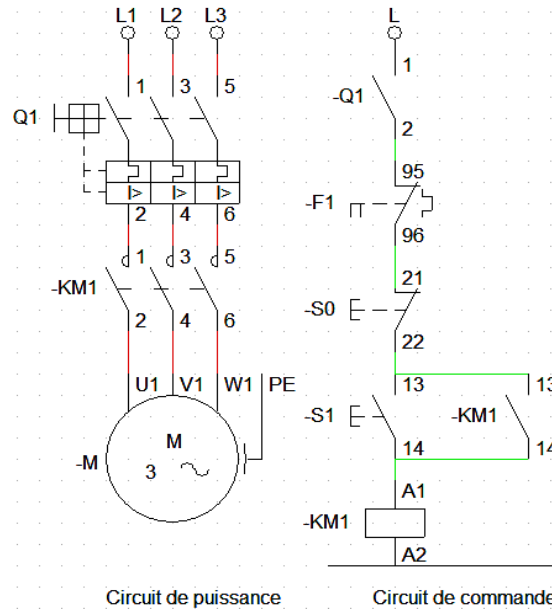 L1 L2 L3 L
1 3 5 1
Q1 -Q1
2
95
I> I> I> -F1
2 4 6
96
1 3 5 21
-KM1 -S0
2 4 6 22
U1 V1 W1 PE 13 13
M -S1 -KM1
-M
3 14 14
A1
-KM1
A2
Circuit de puissance Circuit de commande